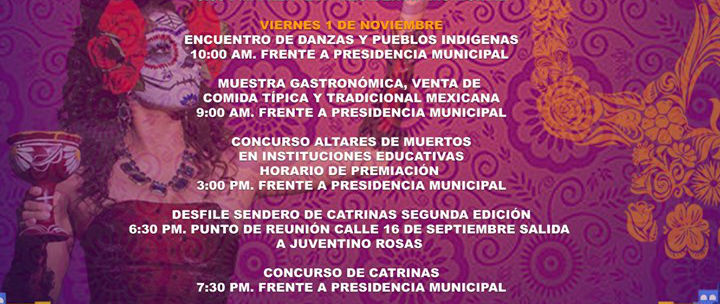 VIERNES 1 DE NOVIEMBRE
ENCUENTRO DE DANZAS Y PUEBLOS INDIGENAS
10:00 AM. FRENTE A PRESIDENCIA MUNICIPAL
MUESTRA GASTRONÓMICA, VENTA DE
COMIDA TÍPICA Y TRADICIONAL MEXICANA
9:00 AM. FRENTE A PRESIDENCIA MUNICIPAL
CONCURSO ALTARES DE MUERTOS
EN INSTITUCIONES EDUCATIVAS
HORARIO DE PREMIACIÓN
3:00 PM. FRENTE A PRESIDENCIA MUNICIPAL
DESFILE SENDERO DE CATRINAS SEGUNDA EDICIÓN
6:30 PM. PUNTO DE REUNIÓN CALLE 16 DE SEPTIEMBRE SALIDA
A JUVENTINO ROSAS
CONCURSO DE CATRINAS
7:30 PM. FRENTE A PRESIDENCIA MUNICIPAL